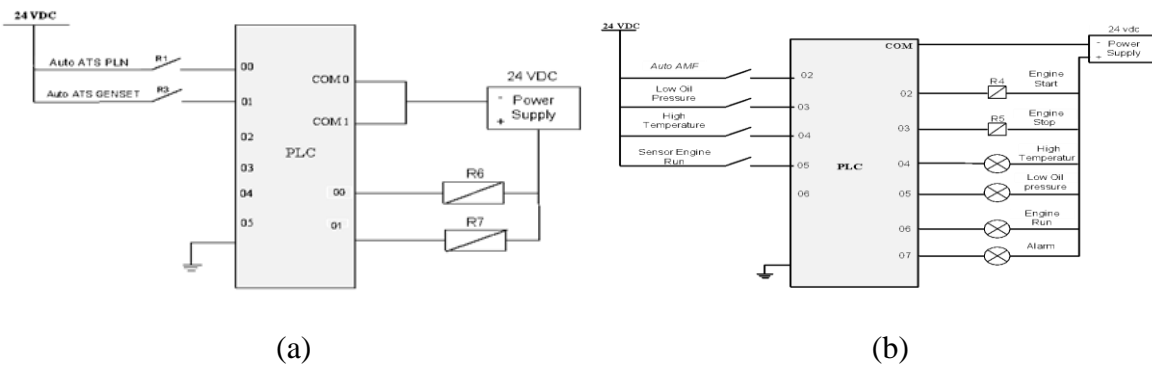 24 VDC
Auto ATS PLN
R1
00
Auto ATS GENSET
R3
01
02
03
04
05
PLC
COM 0
COM 1
00
01
24 VDC
- Power
+ Supply
R6
R7
(a)
24 VDC
Auto AMF
02
Low Oil
Pressure
03
High
Temperature
04
Sensor Engine
Run
05
06
PLC
COM
24 vdc
- Power
+ Supply
02
R4
Engine
Start
03
R5
Engine
Stop
04
High
Temperatur
05
Low Oil
pressure
06
Engine
Run
07
Alarm
(b)